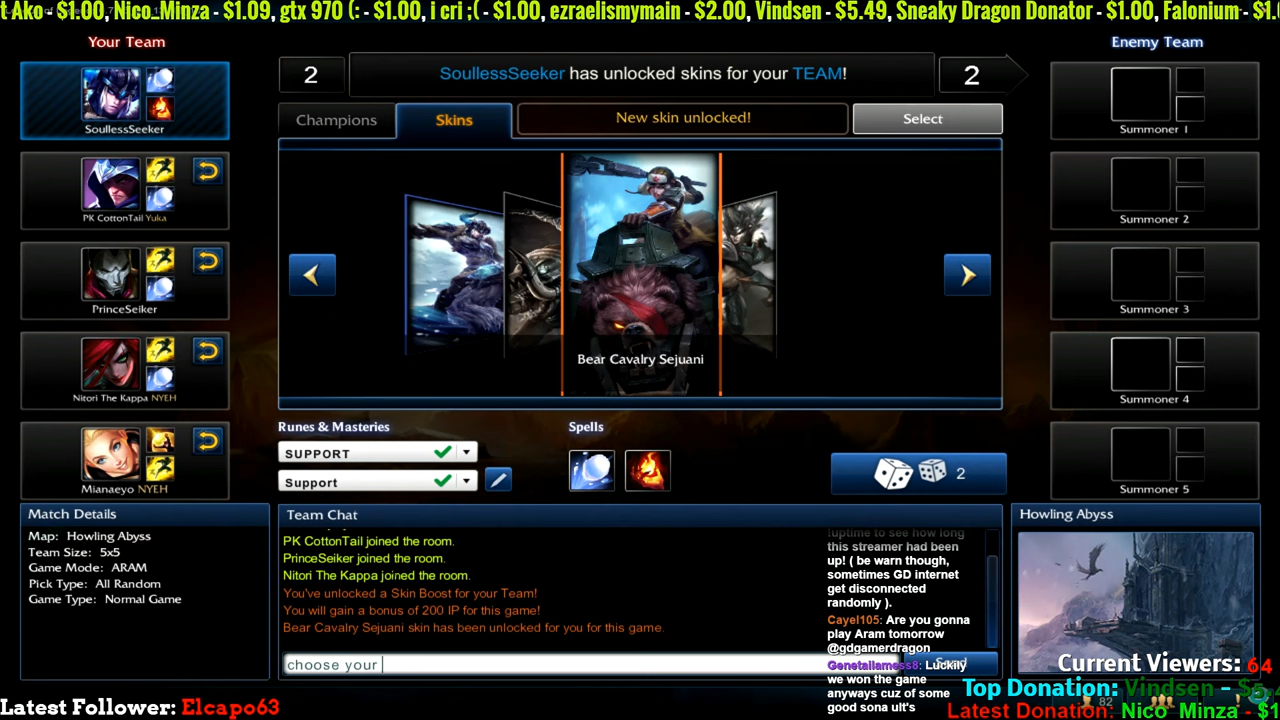 t Ako - $1.00, Nico_Minza - $1.09, gtx 970 (: - $1.00, i cri ;( - $1.00, ezraelismymain - $2.00, Vindsen - $5.49, Sneaky Dragon Donator - $1.00, Falonium - $1.
Your Team
Enemy Team
2
SoullessSeeker has unlocked skins for your TEAM!
2
Champions
Skins
New skin unlocked!
Select
SoullessSeeker
PK CottonTail Yuka
PrinceSeiker
Nitori The Kappa NYEH
Mianaeyo NYEH
Summoner 1
Summoner 2
Summoner 3
Summoner 4
Summoner 5
Bear Cavalry Sejuani
Runes & Masteries
Spells
SUPPORT
Support
2
Match Details
Map: Howling Abyss
Team Size: 5x5
Game Mode: ARAM
Pick Type: All Random
Game Type: Normal Game
Team Chat
PK CottonTail joined the room.
PrinceSeiker joined the room.
Nitori The Kappa joined the room.
You've unlocked a Skin Boost for your Team!
You will gain a bonus of 200 IP for this game!
Bear Cavalry Sejuani skin has been unlocked for you for this game.
choose your
Send
!uptime to see how long
this streamer had been
up! ( be warn though,
sometimes GD internet
get disconnected
randomly ).
Cayel105: Are you gonna
play Aram tomorrow
@gdgamerdragon
Genetallamess8: Luckily
we won the game
anyways cuz of some
good sona ult's
Howling Abyss
Current Viewers: 64
Top Donation: Vindsen - $5.4
82
Latest Donation: Nico_Minza - $1
Latest Follower: Elcapo63